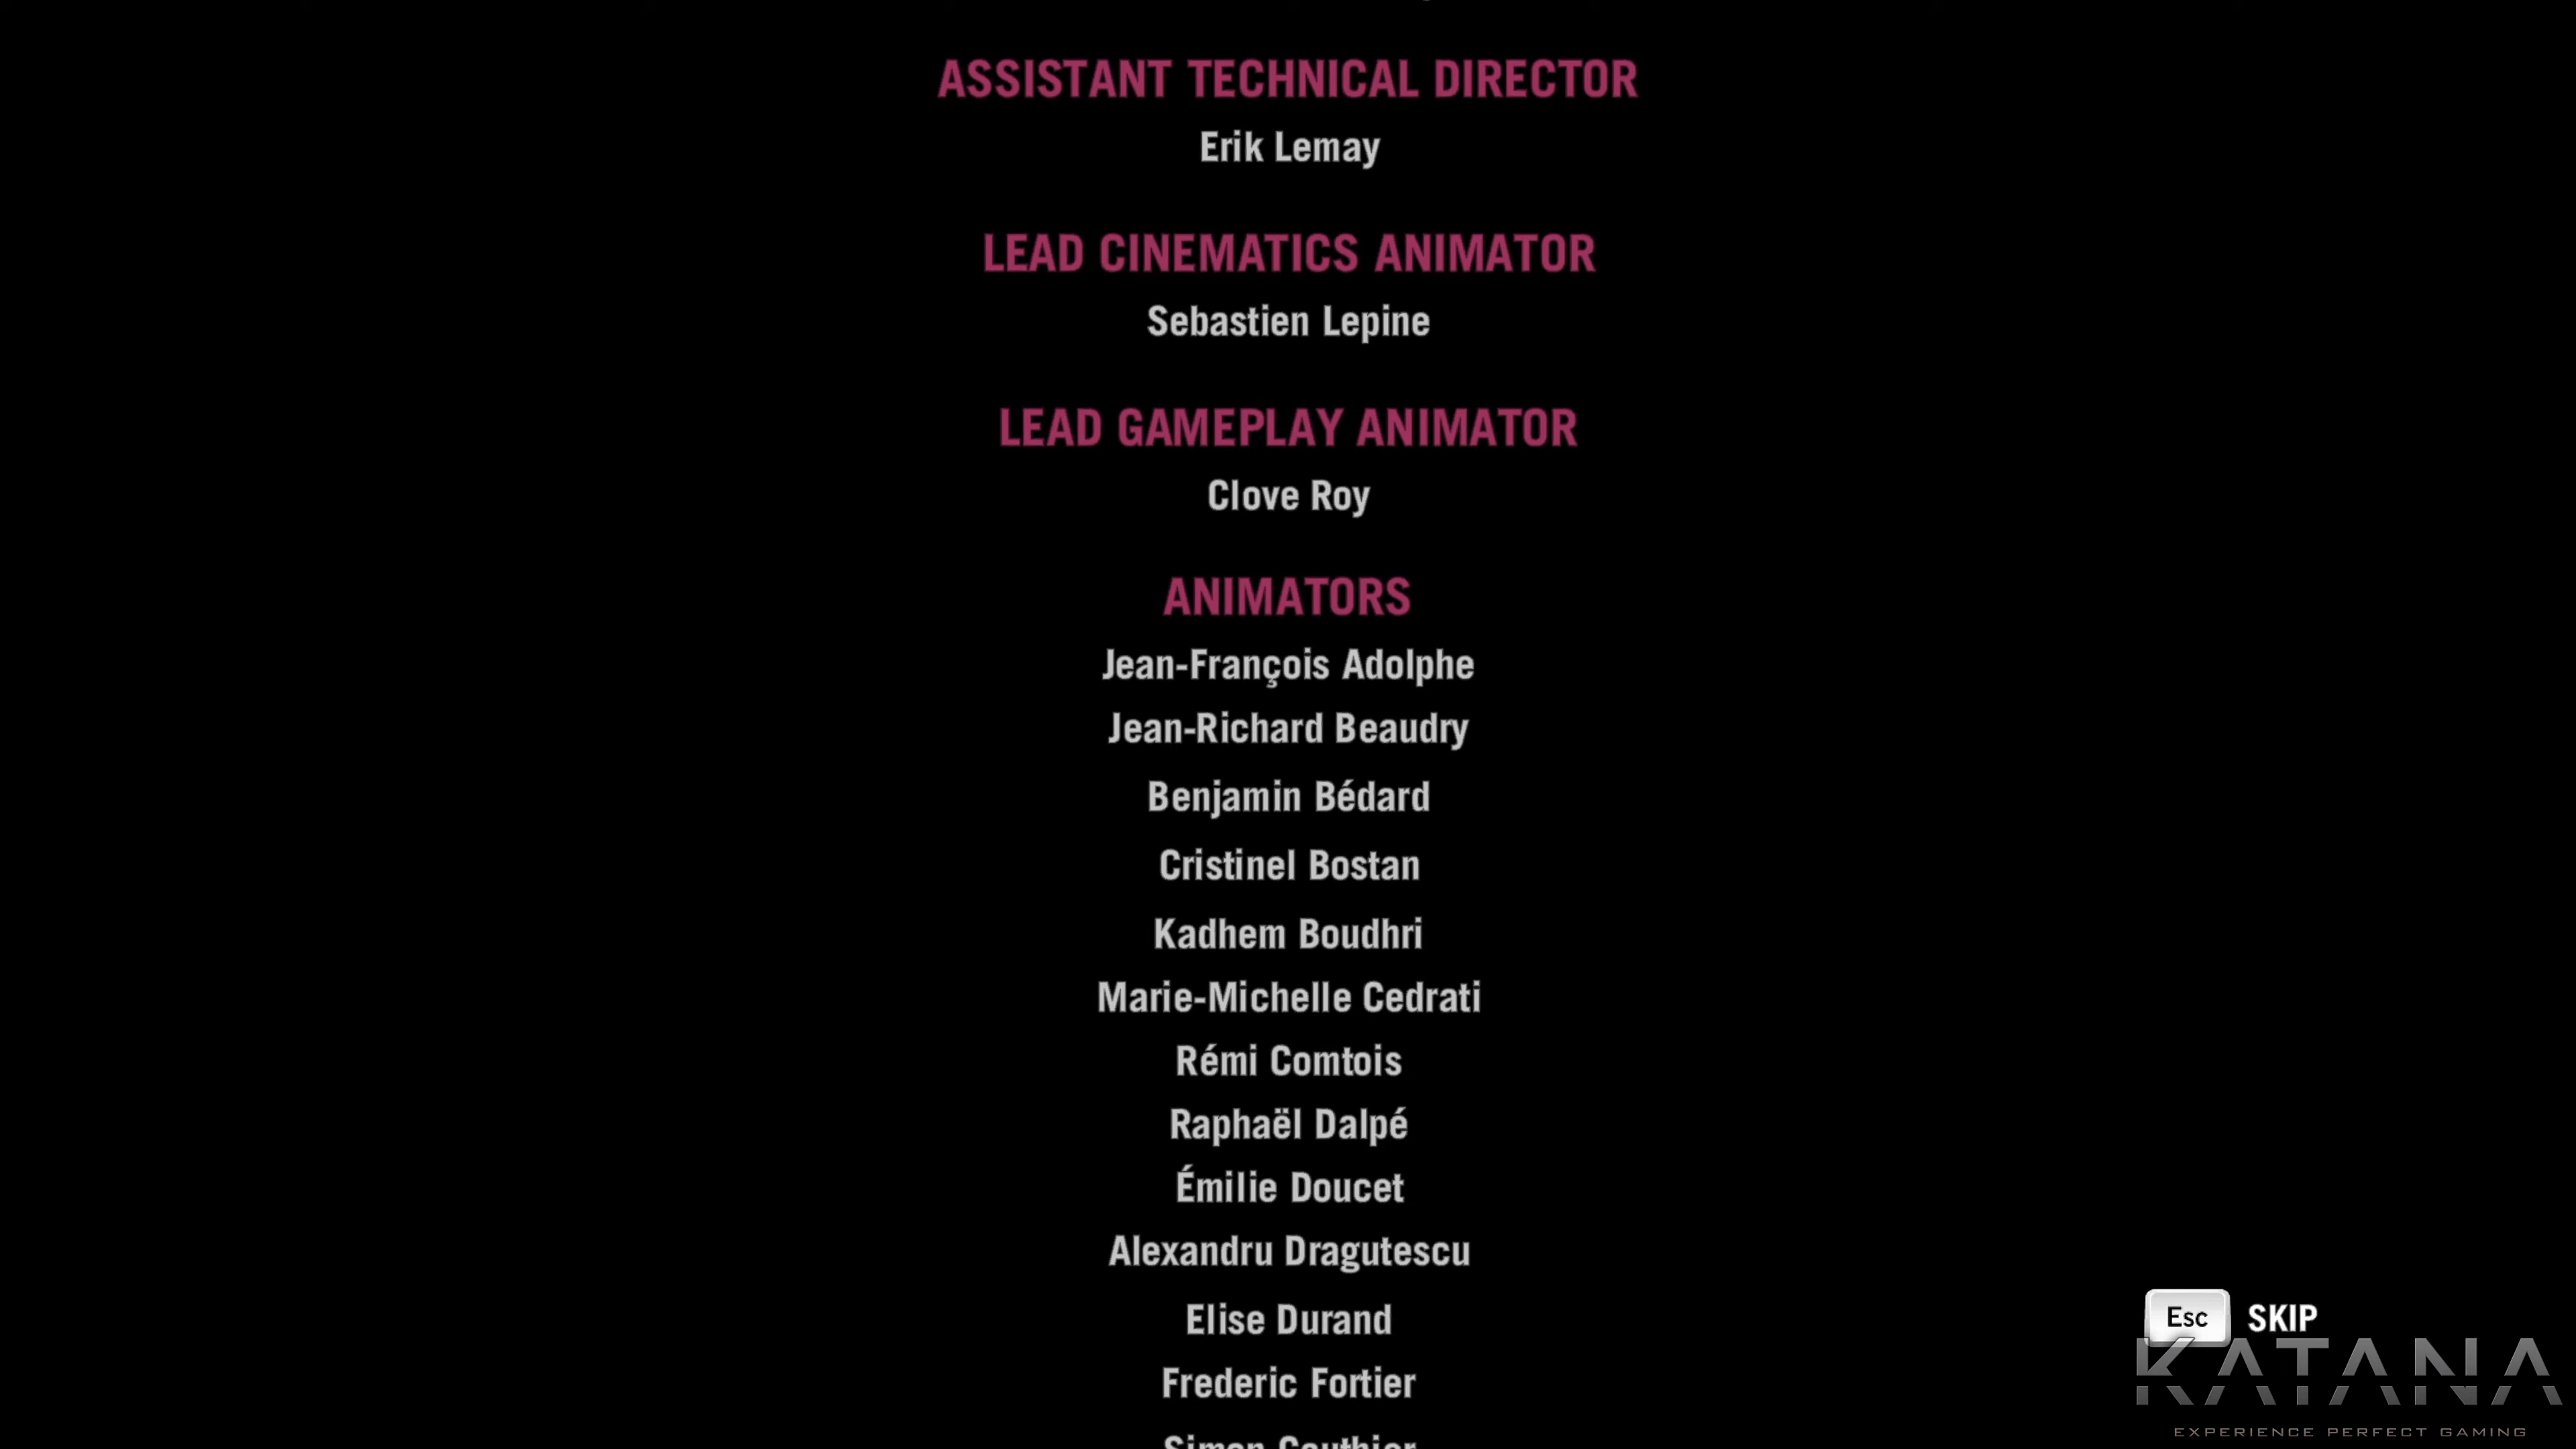 ASSISTANT TECHNICAL DIRECTOR
Erik Lemay
LEAD CINEMATICS ANIMATOR
Sebastien Lepine
LEAD GAMEPLAY ANIMATOR
Clove Roy
ANIMATORS
Jean-François Adolphe
Jean-Richard Beaudry
Benjamin Bédard
Cristinel Bostan
Kadhem Boudhri
Marie-Michelle Cedrati
Rémi Comtois
Raphaël Dalpé
Émilie Doucet
Alexandru Dragutescu
Elise Durand
Frederic Fortier
Simon Gauthier
Esc SKIP
KATANA
EXPERIENCE PERFECT GAMING